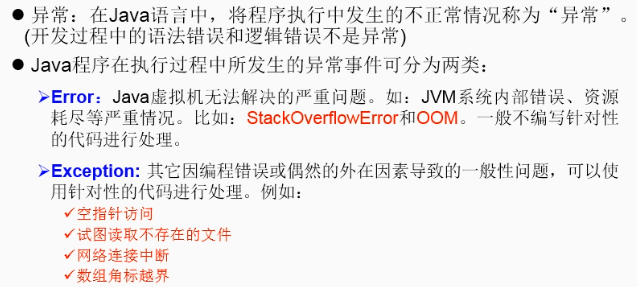 ● 异常：在Java语言中，将程序执行中发生的不正常情况称为“异常”。
(开发过程中的语法错误和逻辑错误不是异常)
● Java程序在执行过程中所发生的异常事件可分为两类：
➢Error：Java虚拟机无法解决的严重问题。如：JVM系统内部错误、资源
耗尽等严重情况。比如：StackOverflowError和OOM。一般不编写针对性
的代码进行处理。
➢Exception: 其它因编程错误或偶然的外在因素导致的一般性问题，可以使
用针对性的代码进行处理。例如：
✓空指针访问
✓试图读取不存在的文件
✓网络连接中断
✓数组角标越界